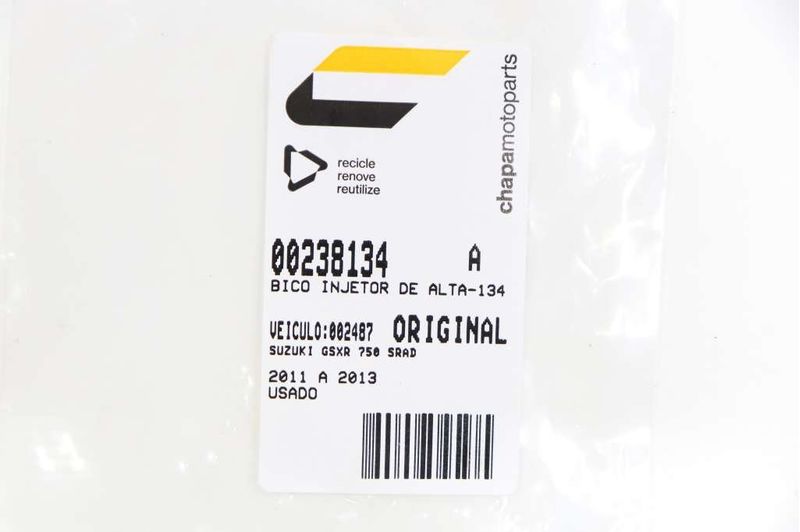 chapamotoparts
recicle
renove
reutilize
00238134 A
BICO INJETOR DE ALTA-134
VEICULO:002487 ORIGINAL
SUZUKI GSXR 750 SRAD
2011 A 2013
USADO